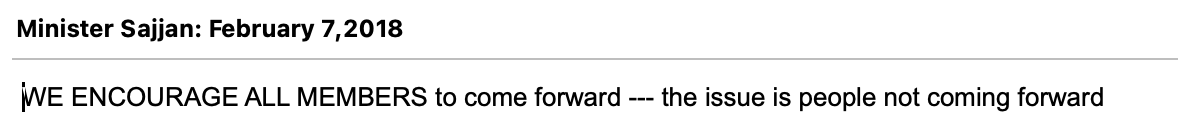 Minister Sajjan: February 7,2018
WE ENCOURAGE ALL MEMBERS to come forward --- the issue is people not coming forward